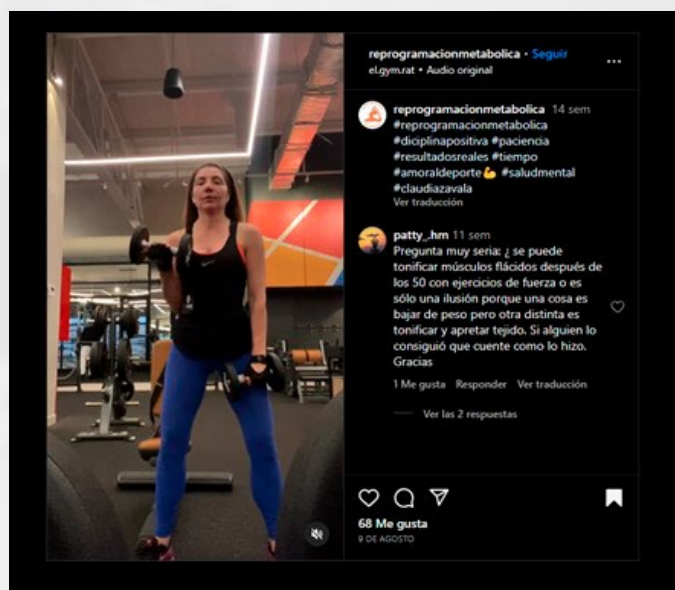 reprogramacionmetabolica • Seguir
el.gym.rat • Audio original
reprogramacionmetabolica 14 sem
#reprogramacionmetabolica
#diciplinapositiva #paciencia
#resultadosreales #tiempo
#amoraldeporte💪 #saludmental
#claudiazavala
Ver traducción
patty_.hm 11 sem
Pregunta muy seria: ¿ se puede
tonificar músculos flácidos después de
los 50 con ejercicios de fuerza o es
sólo una ilusión porque una cosa es
bajar de peso pero otra distinta es
tonificar y apretar tejido. Si alguien lo
consiguió que cuente como lo hizo.
Gracias
1 Me gusta Responder Ver traducción
Ver las 2 respuestas
68 Me gusta
9 DE AGOSTO